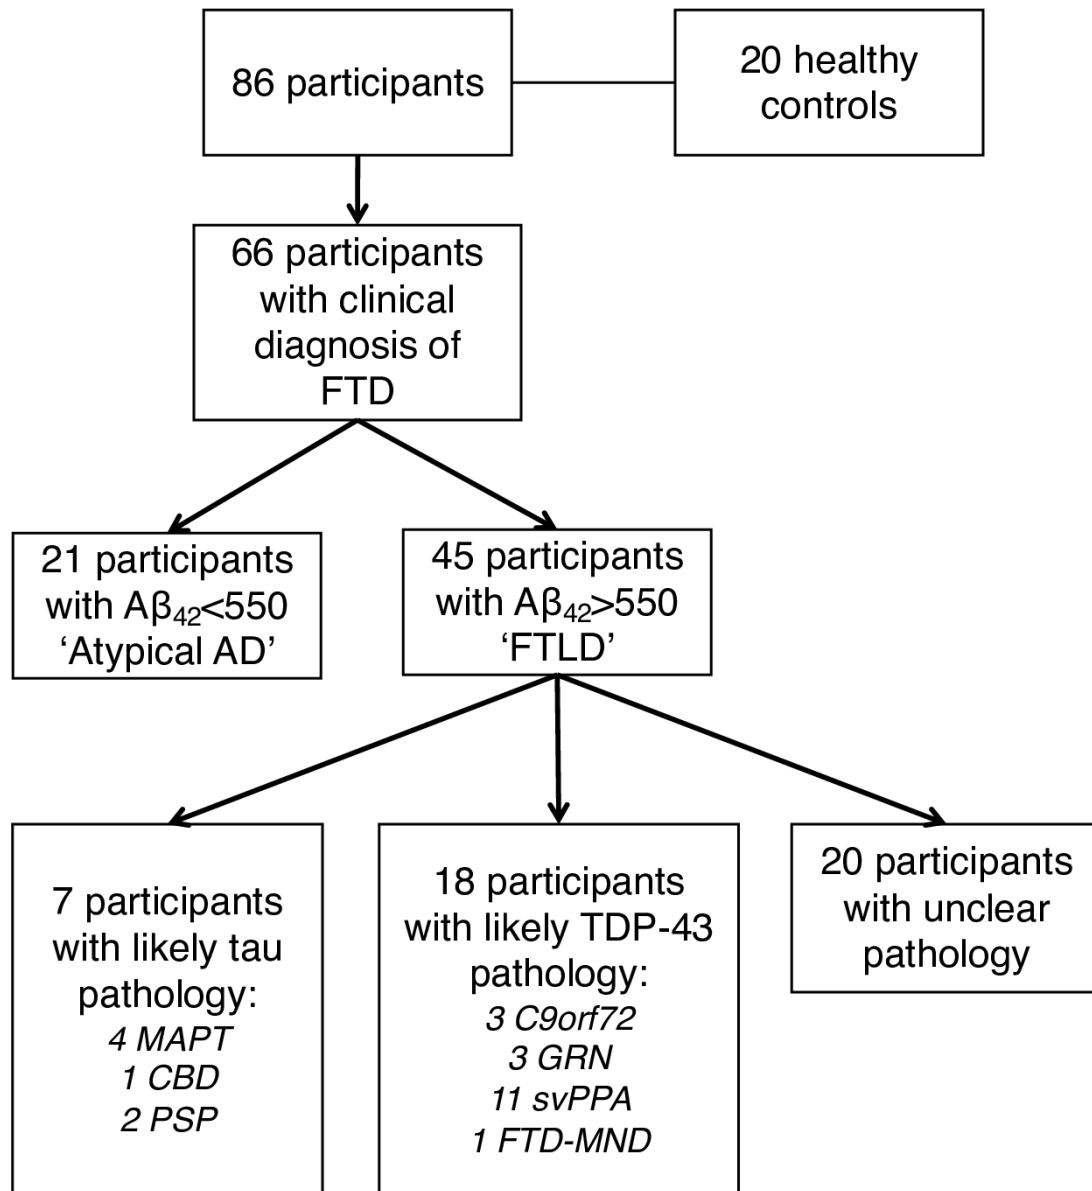 86 participants
20 healthy
controls
66 participants
with clinical
diagnosis of
FTD
21 participants
with Aβ₄₂<550
‘Atypical AD’
45 participants
with Aβ₄₂>550
‘FTLD’
7 participants
with likely tau
pathology:
4 MAPT
1 CBD
2 PSP
18 participants
with likely TDP-43
pathology:
3 C9orf72
3 GRN
11 svPPA
1 FTD-MND
20 participants
with unclear
pathology